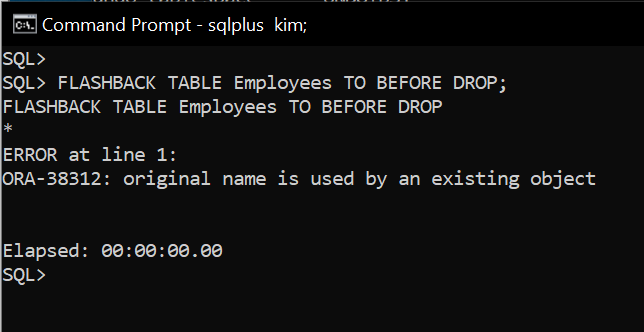 Command Prompt - sqlplus kim;
SQL>
SQL> FLASHBACK TABLE Employees TO BEFORE DROP;
FLASHBACK TABLE Employees TO BEFORE DROP
*
ERROR at line 1:
ORA-38312: original name is used by an existing object
Elapsed: 00:00:00.00
SQL>